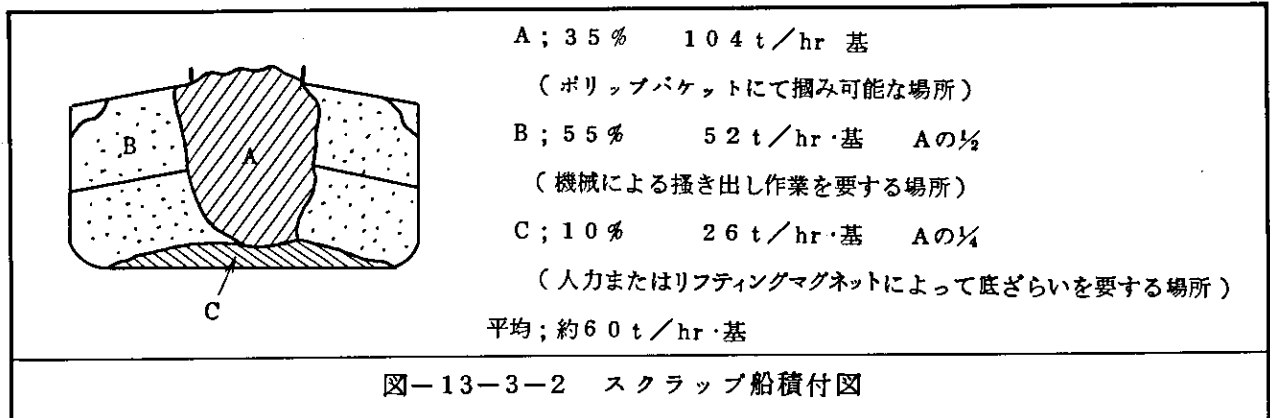 A；35％　104t／hr 基
（ポリップバケットにて摑み可能な場所）
B；55％　52t／hr・基　Aの½
（機械による掻き出し作業を要する場所）
C；10％　26t／hr・基　Aの¼
（人力またはリフティングマグネットによって底ざらいを要する場所）
平均；約60t／hr・基
B
A
C
図－13－3－2　スクラップ船積付図